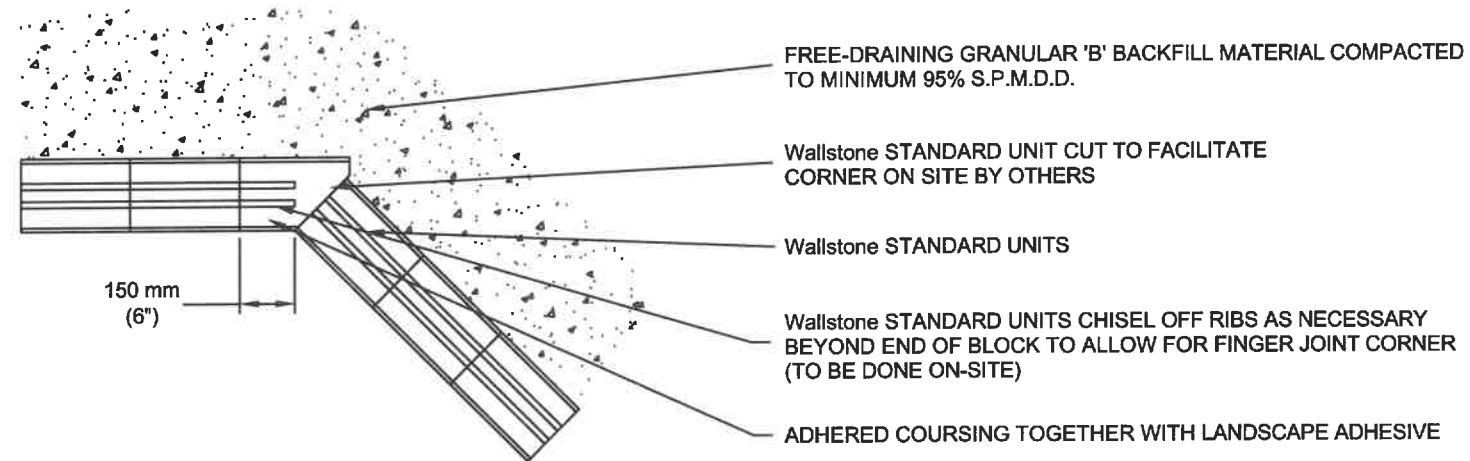 FREE-DRAINING GRANULAR 'B' BACKFILL MATERIAL COMPACTED
TO MINIMUM 95% S.P.M.D.D.
Wallstone STANDARD UNIT CUT TO FACILITATE
CORNER ON SITE BY OTHERS
Wallstone STANDARD UNITS
150 mm
(6")
Wallstone STANDARD UNITS CHISEL OFF RIBS AS NECESSARY
BEYOND END OF BLOCK TO ALLOW FOR FINGER JOINT CORNER
(TO BE DONE ON-SITE)
ADHERED COURSING TOGETHER WITH LANDSCAPE ADHESIVE